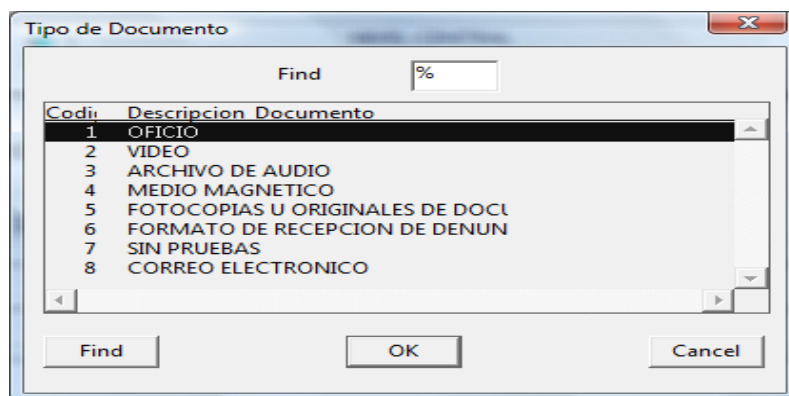 Tipo de Documento
Find %
Codi Descripcion Documento
1 OFICIO
2 VIDEO
3 ARCHIVO DE AUDIO
4 MEDIO MAGNETICO
5 FOTOCOPIAS U ORIGINALES DE DOCU
6 FORMATO DE RECEPCION DE DENUN
7 SIN PRUEBAS
8 CORREO ELECTRONICO
Find OK Cancel